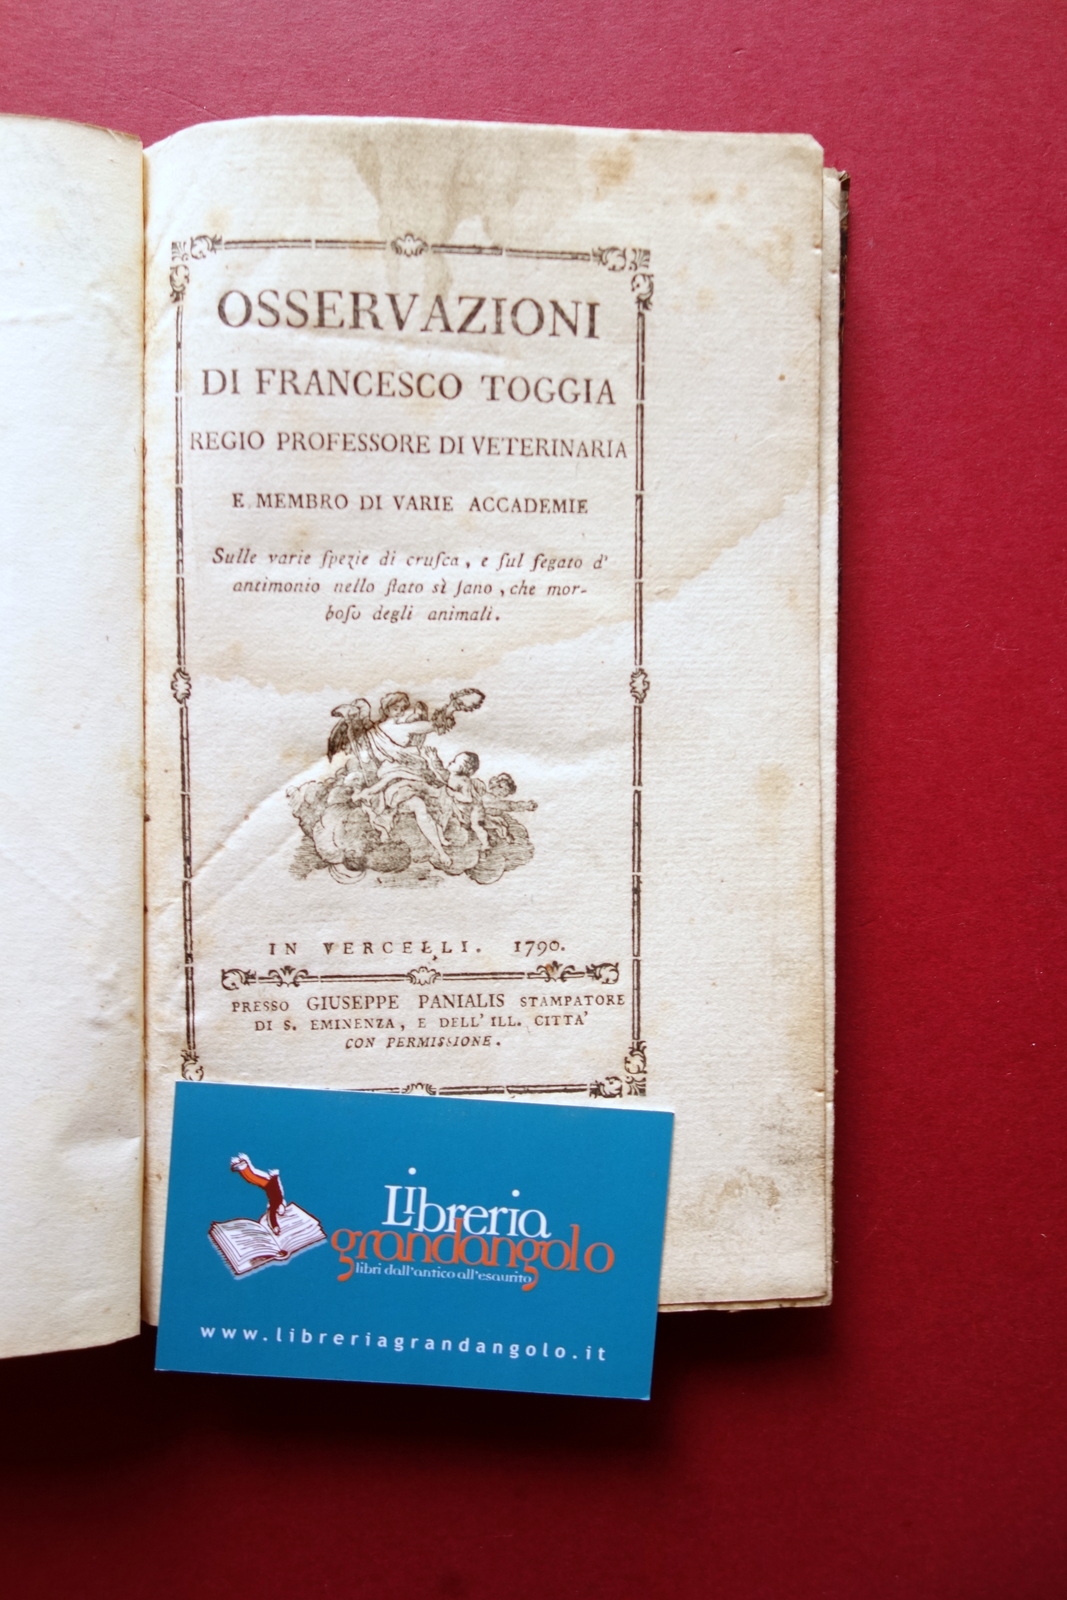 OSSERVAZIONI
DI FRANCESCO TOGGIA
REGIO PROFESSORE DI VETERINARIA
E MEMBRO DI VARIE ACCADEMIE
Sulle varie ſpezie di cruſca, e ſul fegato d'
antimonio nello ſtato sì ſano, che mor-
boſo degli animali.
IN VERCELLI. 1790.
PRESSO GIUSEPPE PANIALIS STAMPATORE
DI S. EMINENZA, E DELL' ILL. CITTA'
CON PERMISSIONE.
Libreria
grandangolo
libri dall'antico all'esaurito
www.libreriagrandangolo.it